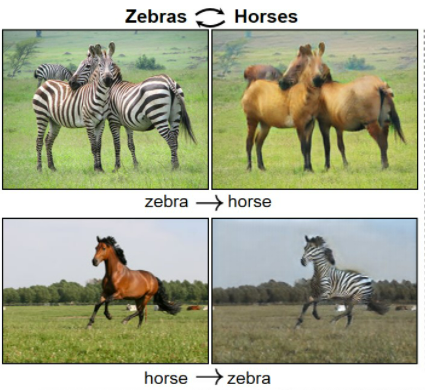 Zebras ⇄ Horses
zebra → horse
horse → zebra